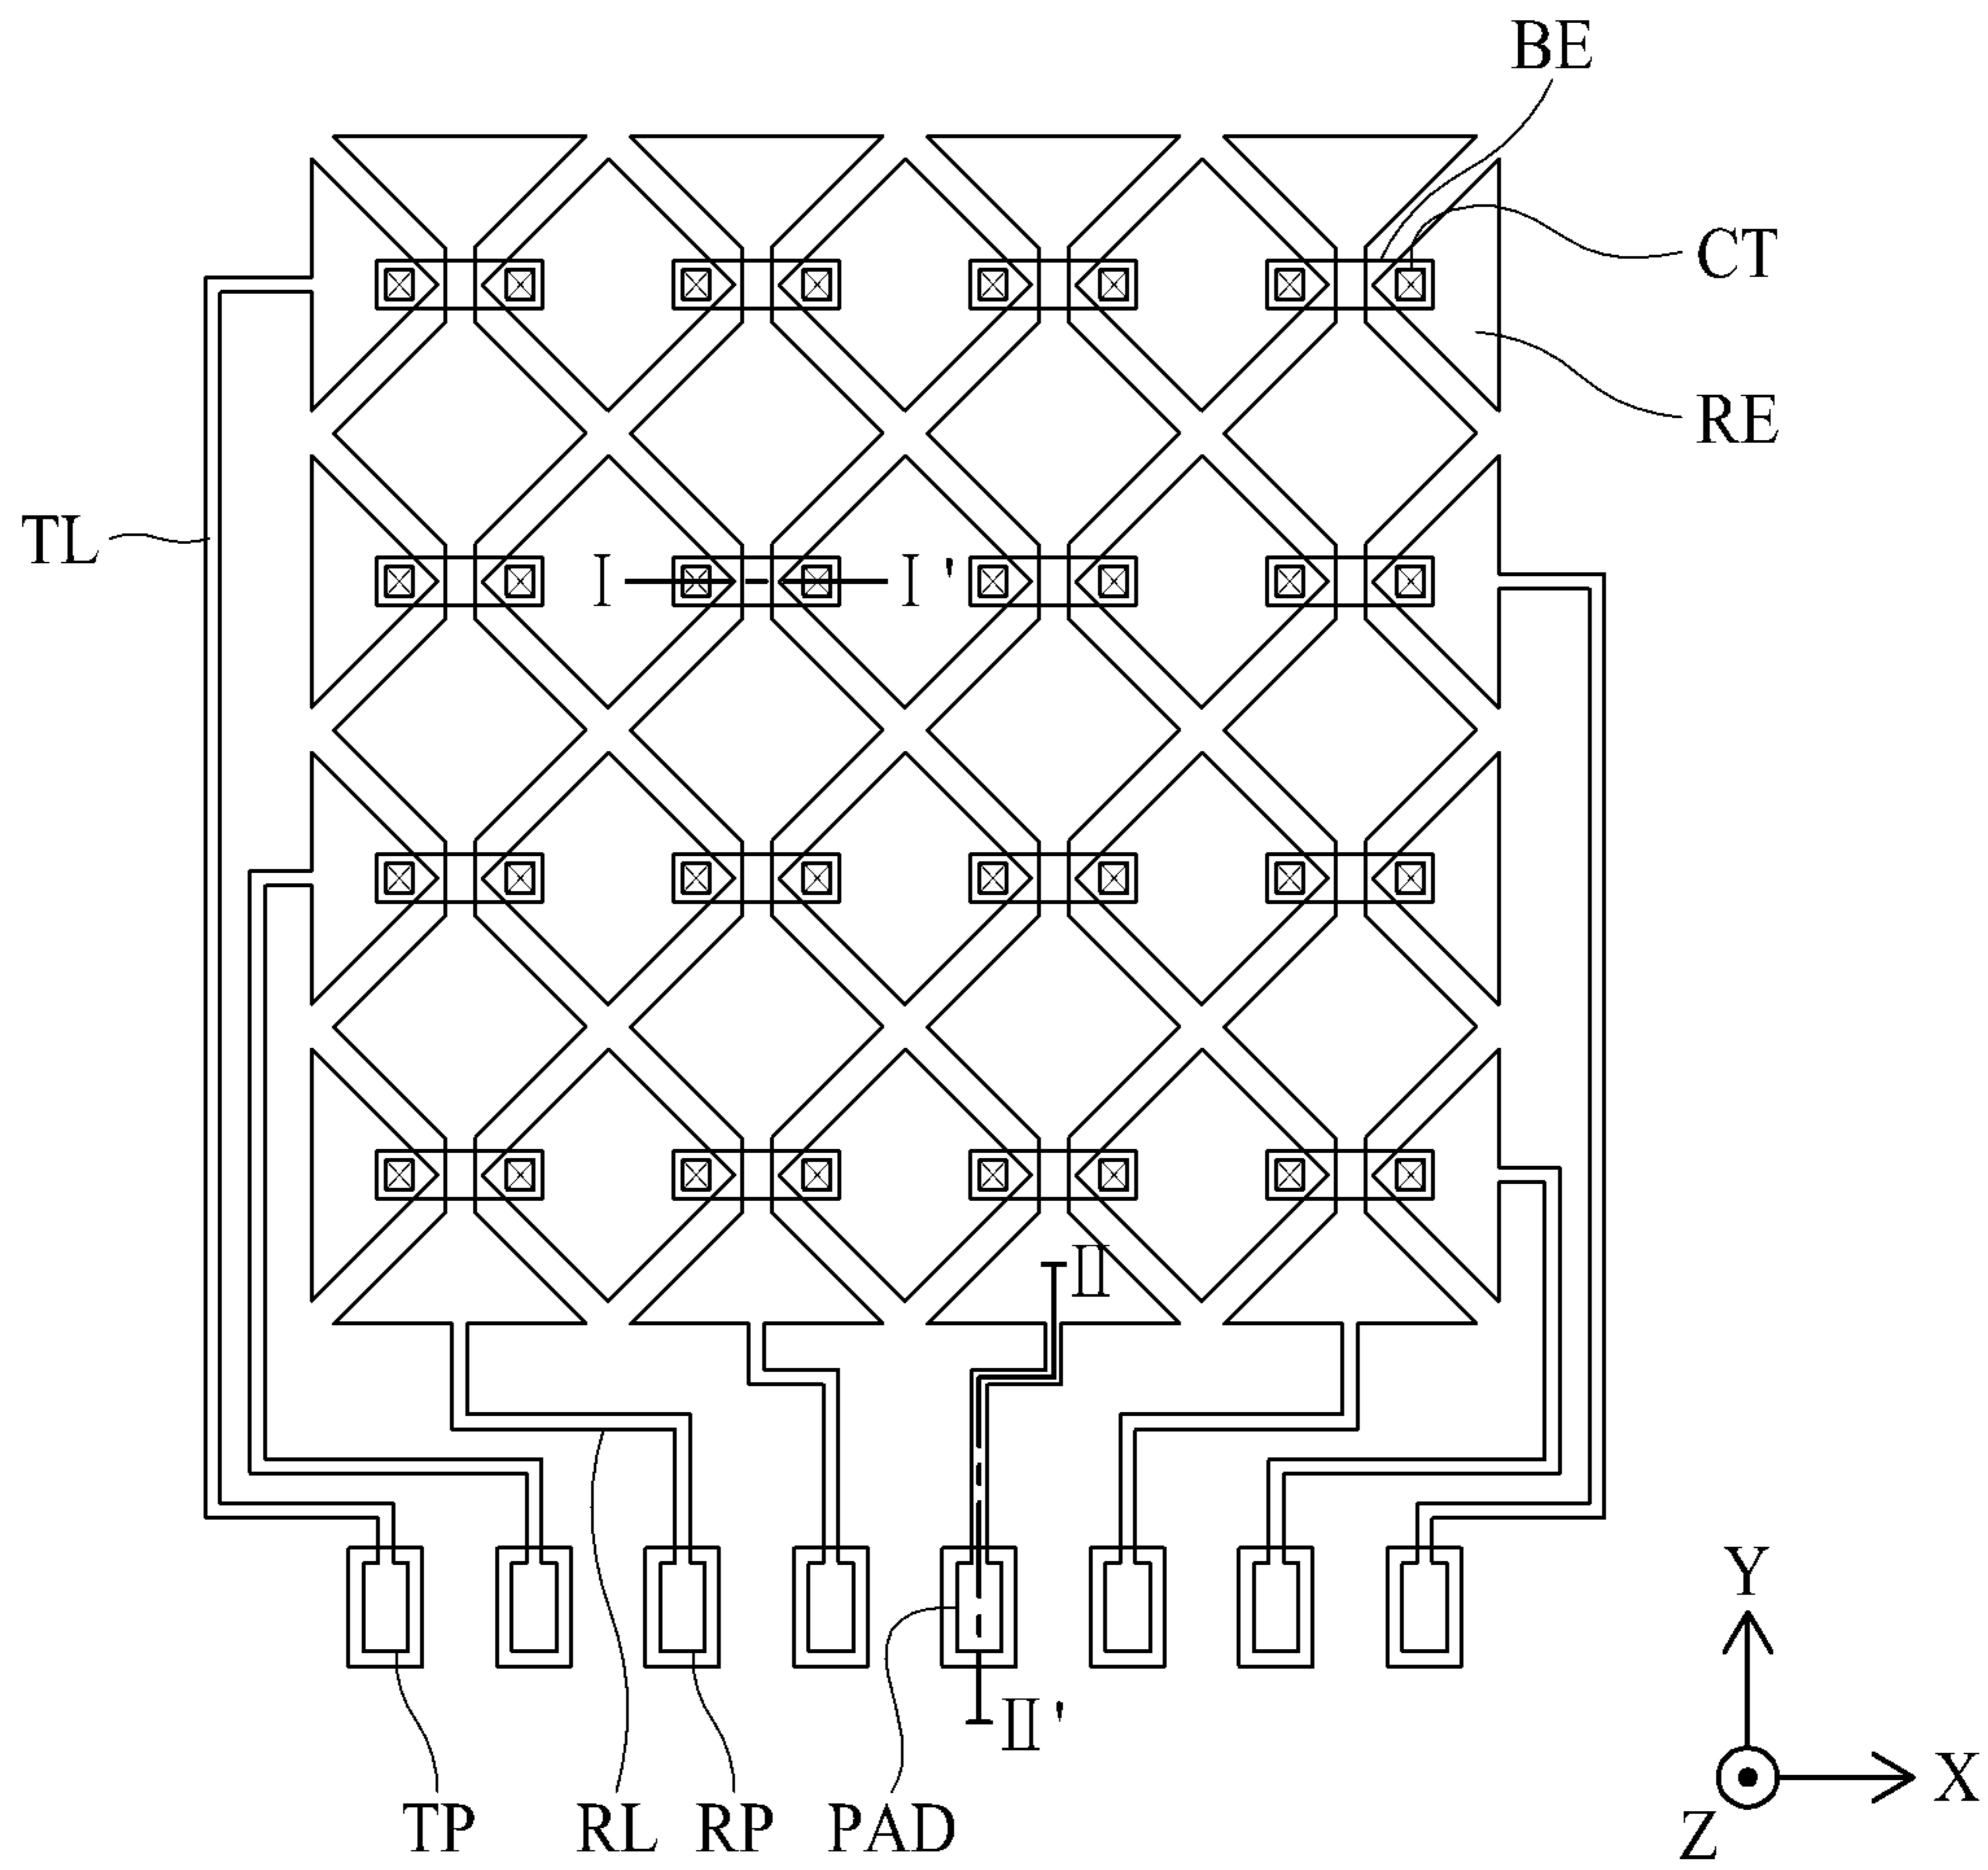 BE
CT
RE
TL
I I'
II
II'
TP RL RP PAD
Y
X
Z